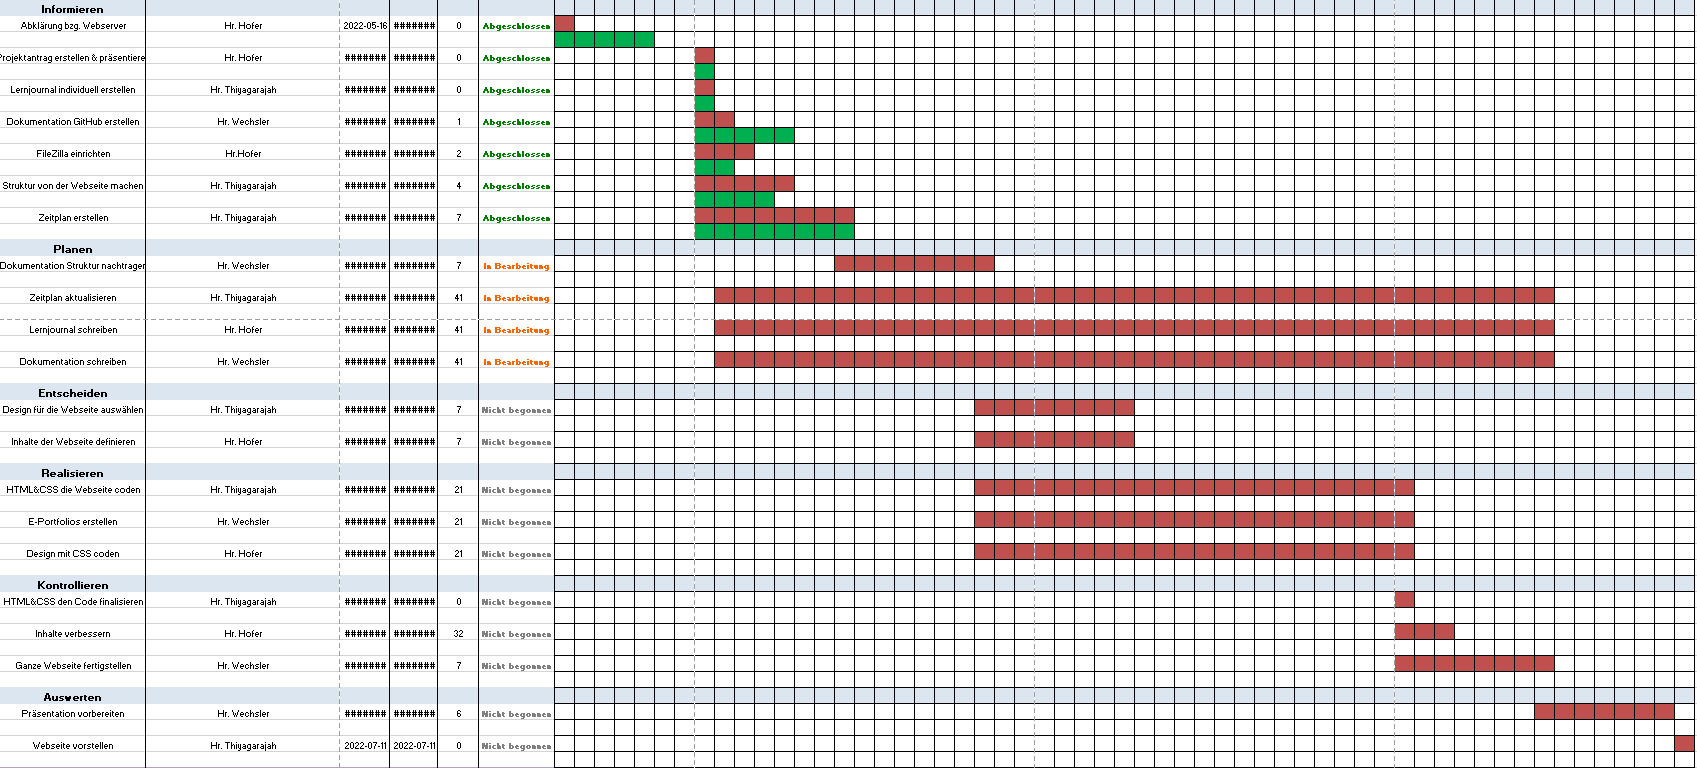 Informieren
Abklärung bzg. Webserver Hr. Hofer 2022-05-16 ####### 0 Abgeschlossen
Projektantrag erstellen & präsentiere Hr. Hofer ####### ####### 0 Abgeschlossen
Lernjournal individuell erstellen Hr. Thiyagarajah ####### ####### 0 Abgeschlossen
Dokumentation GitHub erstellen Hr. Wechsler ####### ####### 1 Abgeschlossen
FileZilla einrichten Hr.Hofer ####### ####### 2 Abgeschlossen
Struktur von der Webseite machen Hr. Thiyagarajah ####### ####### 4 Abgeschlossen
Zeitplan erstellen Hr. Thiyagarajah ####### ####### 7 Abgeschlossen
Planen
Dokumentation Struktur nachtrager Hr. Wechsler ####### ####### 7 In Bearbeitung
Zeitplan aktualisieren Hr. Thiyagarajah ####### ####### 41 In Bearbeitung
Lernjournal schreiben Hr. Hofer ####### ####### 41 In Bearbeitung
Dokumentation schreiben Hr. Wechsler ####### ####### 41 In Bearbeitung
Entscheiden
Design für die Webseite auswählen Hr. Thiyagarajah ####### ####### 7 Nicht begonnen
Inhalte der Webseite definieren Hr. Hofer ####### ####### 7 Nicht begonnen
Realisieren
HTML&CSS die Webseite coden Hr. Thiyagarajah ####### ####### 21 Nicht begonnen
E-Portfolios erstellen Hr. Wechsler ####### ####### 21 Nicht begonnen
Design mit CSS coden Hr. Hofer ####### ####### 21 Nicht begonnen
Kontrollieren
HTML&CSS den Code finalisieren Hr. Thiyagarajah ####### ####### 0 Nicht begonnen
Inhalte verbessern Hr. Hofer ####### ####### 32 Nicht begonnen
Ganze Webseite fertigstellen Hr. Wechsler ####### ####### 7 Nicht begonnen
Auswerten
Präsentation vorbereiten Hr. Wechsler ####### ####### 6 Nicht begonnen
Webseite vorstellen Hr. Thiyagarajah 2022-07-11 2022-07-11 0 Nicht begonnen